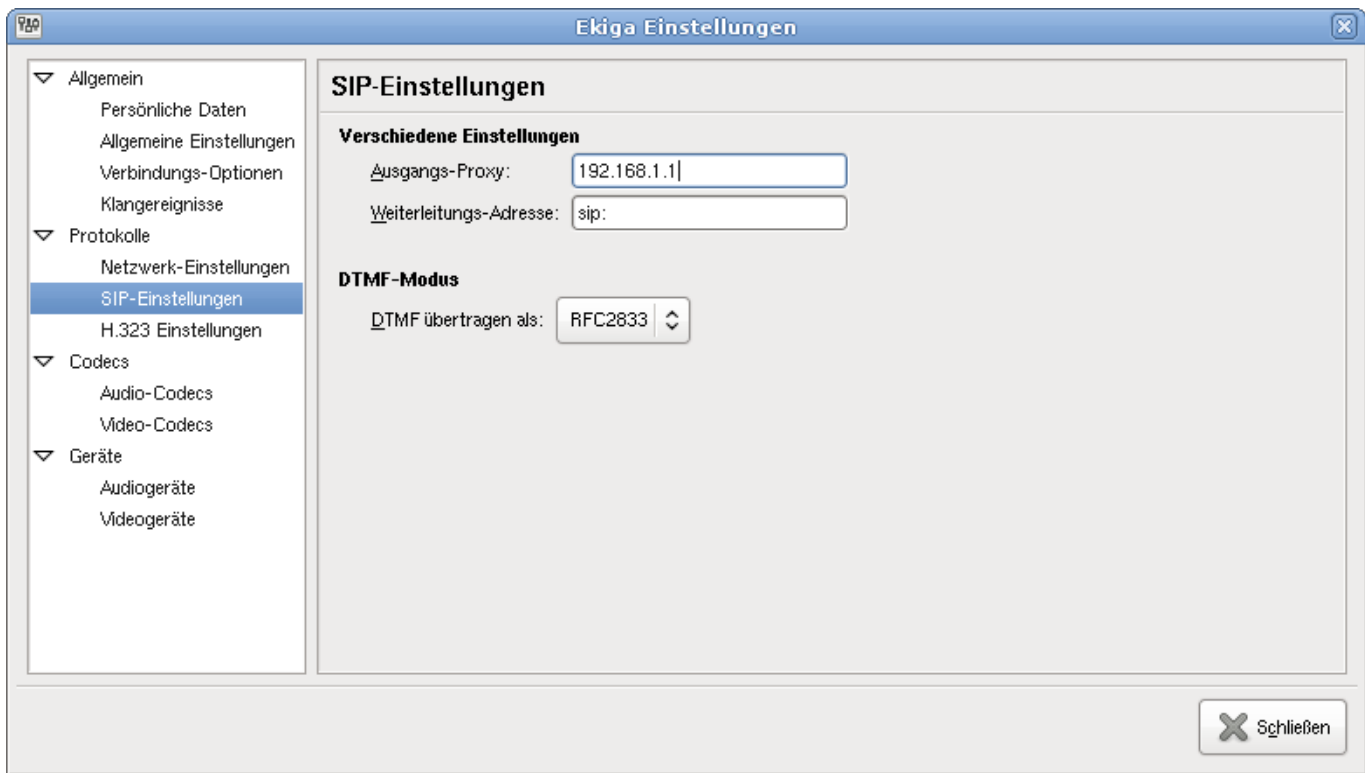 Ekiga Einstellungen
Allgemein
Persönliche Daten
Allgemeine Einstellungen
Verbindungs-Optionen
Klangereignisse
Protokolle
Netzwerk-Einstellungen
SIP-Einstellungen
H.323 Einstellungen
Codecs
Audio-Codecs
Video-Codecs
Geräte
Audiogeräte
Videogeräte
SIP-Einstellungen
Verschiedene Einstellungen
Ausgangs-Proxy: 192.168.1.1
Weiterleitungs-Adresse: sip:
DTMF-Modus
DTMF übertragen als: RFC2833
Schließen